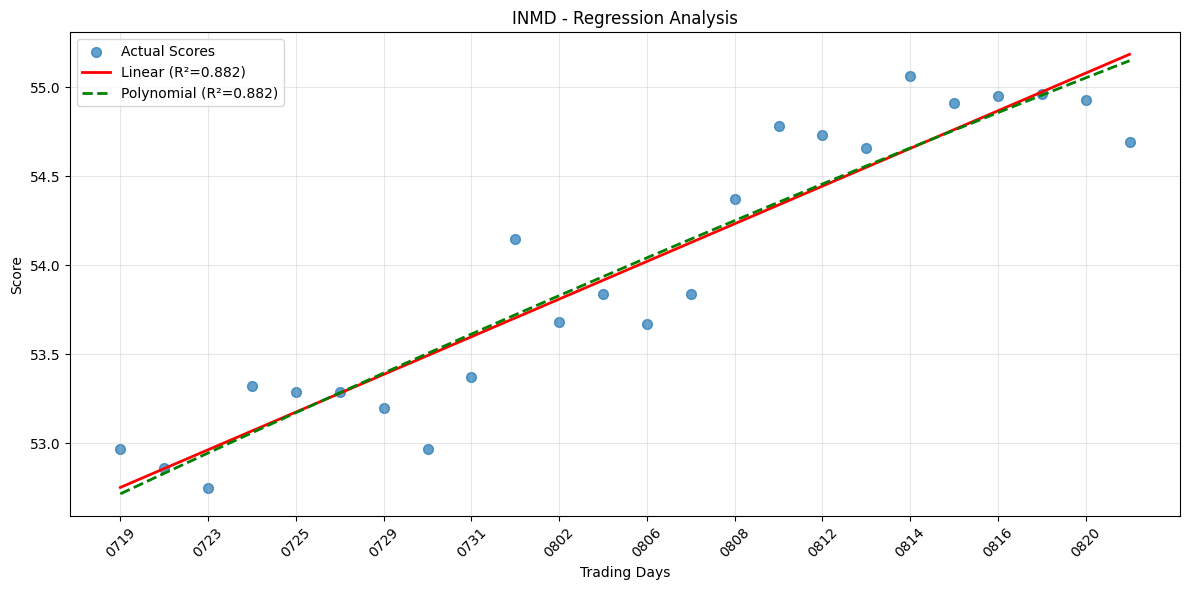 INMD - Regression Analysis
Actual Scores
Linear (R²=0.882)
Polynomial (R²=0.882)
Score
55.0
54.5
54.0
53.5
53.0
0719
0723
0725
0729
0731
0802
0806
0808
0812
0814
0816
0820
Trading Days